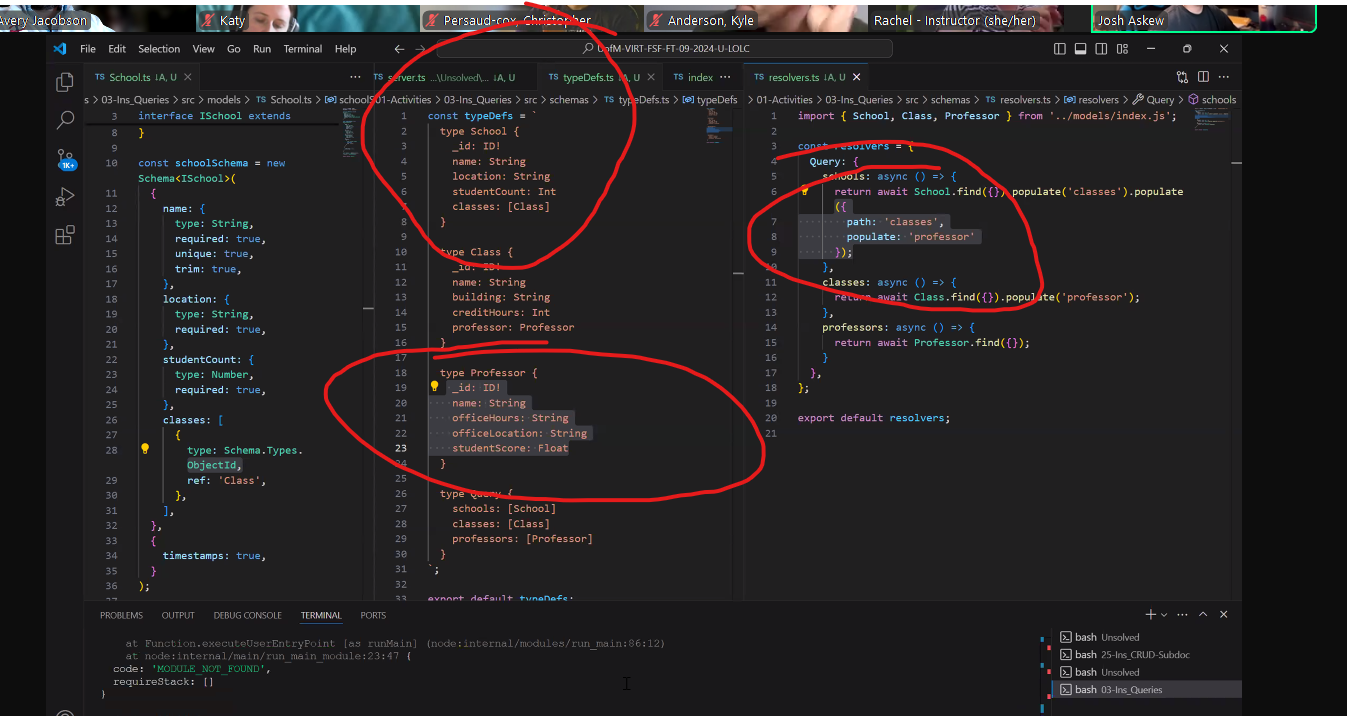 Avery Jacobson
Katy
Persaud-cox, Christopher
Anderson, Kyle
Rachel - Instructor (she/her)
Josh Askew
File Edit Selection View Go Run Terminal Help
UofM-VIRT-FSF-FT-09-2024-U-LOLC
School.ts ↓A, U
s > 03-Ins_Queries > src > models > TS School.ts >
3 interface ISchool extends
8 }
9
10 const schoolSchema = new
Schema<ISchool>(
11 {
12 name: {
13 type: String,
14 required: true,
15 unique: true,
16 trim: true,
17 },
18 location: {
19 type: String,
20 required: true,
21 },
22 studentCount: {
23 type: Number,
24 required: true,
25 },
26 classes: [
27 {
28 type: Schema.Types.
ObjectId,
29 ref: 'Class',
30 },
31 ],
32 },
33 {
34 timestamps: true,
35 }
36 );
TS server.ts ...\Unsolved\... ↓A, U
TS typeDefs.ts ↓A, U
TS index ...
01-Activities > 03-Ins_Queries > src > schemas > TS typeDefs.ts > typeDefs
1 const typeDefs = `
2 type School {
3 _id: ID!
4 name: String
5 location: String
6 studentCount: Int
7 classes: [Class]
8 }
9
10 type Class {
11 _id: ID!
12 name: String
13 building: String
14 creditHours: Int
15 professor: Professor
16 }
17
18 type Professor {
19 _id: ID!
20 name: String
21 officeHours: String
22 officeLocation: String
23 studentScore: Float
24 }
25
26 type Query {
27 schools: [School]
28 classes: [Class]
29 professors: [Professor]
30 }
31 `;
32
33 export default typeDefs;
TS resolvers.ts ↓A, U
> 01-Activities > 03-Ins_Queries > src > schemas > TS resolvers.ts > resolvers > Query > schools
1 import { School, Class, Professor } from '../models/index.js';
2
3 const resolvers = {
4 Query: {
5 schools: async () => {
6 return await School.find({}).populate('classes').populate
({
7 path: 'classes',
8 populate: 'professor'
9 });
10 },
11 classes: async () => {
12 return await Class.find({}).populate('professor');
13 },
14 professors: async () => {
15 return await Professor.find({});
16 }
17 },
18 };
19
20 export default resolvers;
21
1K+
PROBLEMS OUTPUT DEBUG CONSOLE TERMINAL PORTS
at Function.executeUserEntryPoint [as runMain] (node:internal/modules/run_main:86:12)
at node:internal/main/run_main_module:23:47 {
code: 'MODULE_NOT_FOUND',
requireStack: []
}
bash Unsolved
bash 25-Ins_CRUD-Subdoc
bash Unsolved
bash 03-Ins_Queries